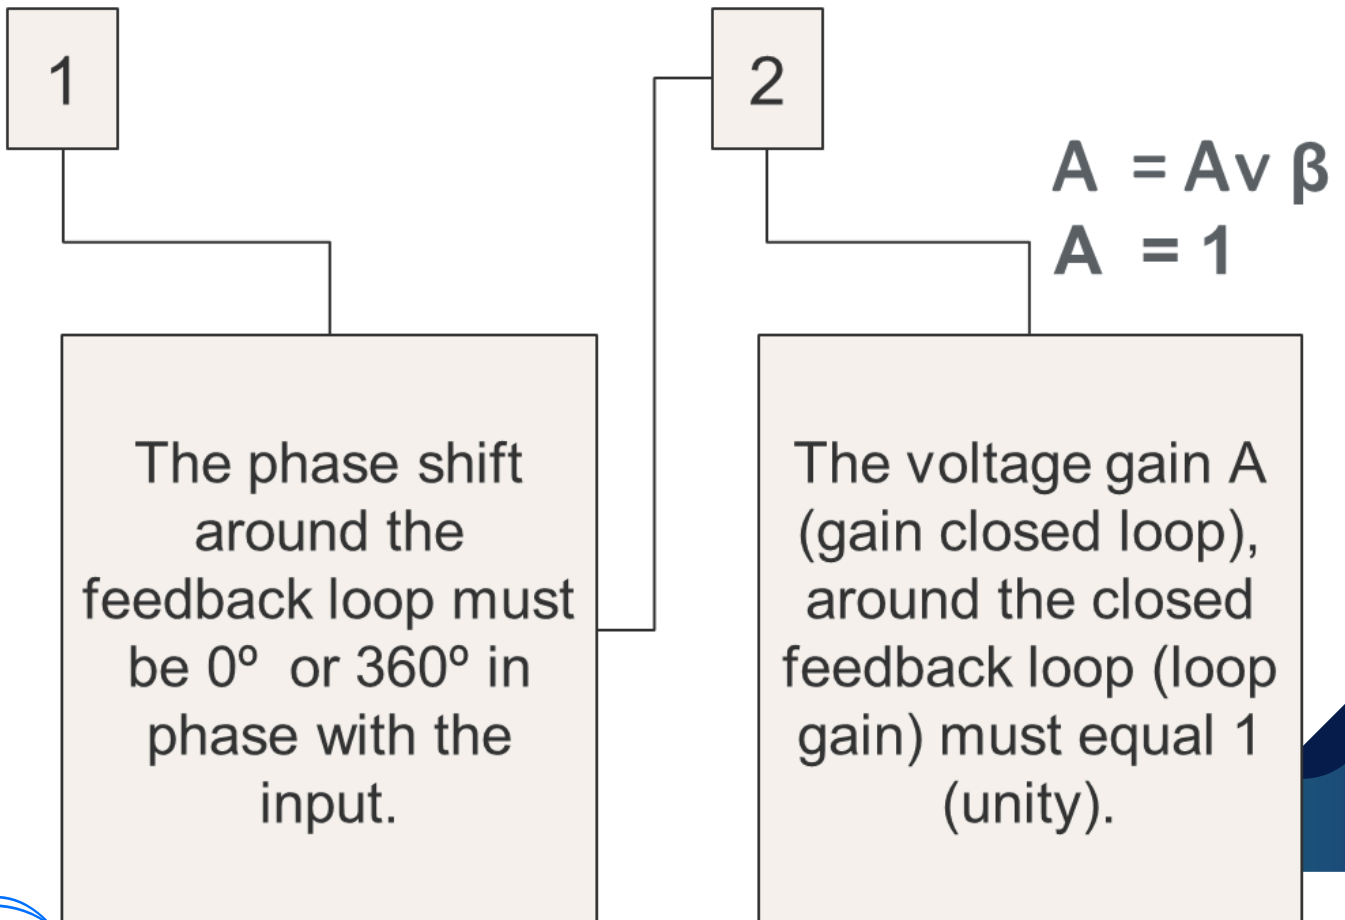 1
The phase shift
around the
feedback loop must
be 0º  or 360º in
phase with the
input.
2
A  = Av β
A  = 1
The voltage gain A
(gain closed loop),
around the closed
feedback loop (loop
gain) must equal 1
(unity).